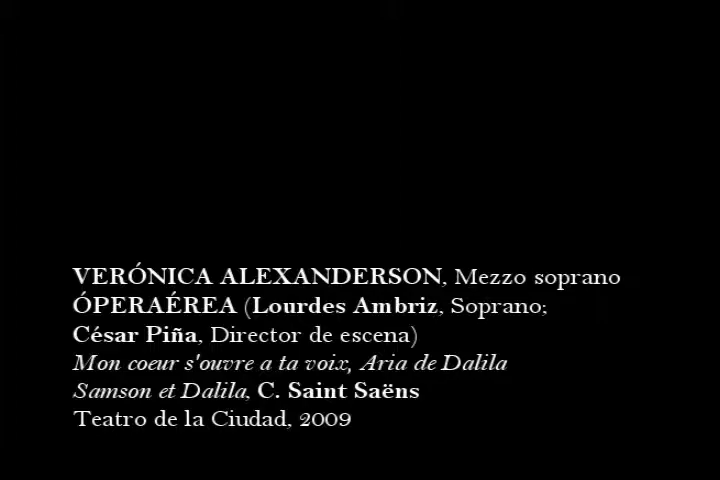 VERÓNICA ALEXANDERSON, Mezzo soprano
ÓPERAÉREA (Lourdes Ambriz, Soprano;
César Piña, Director de escena)
Mon coeur s'ouvre a ta voix, Aria de Dalila
Samson et Dalila, C. Saint Saëns
Teatro de la Ciudad, 2009